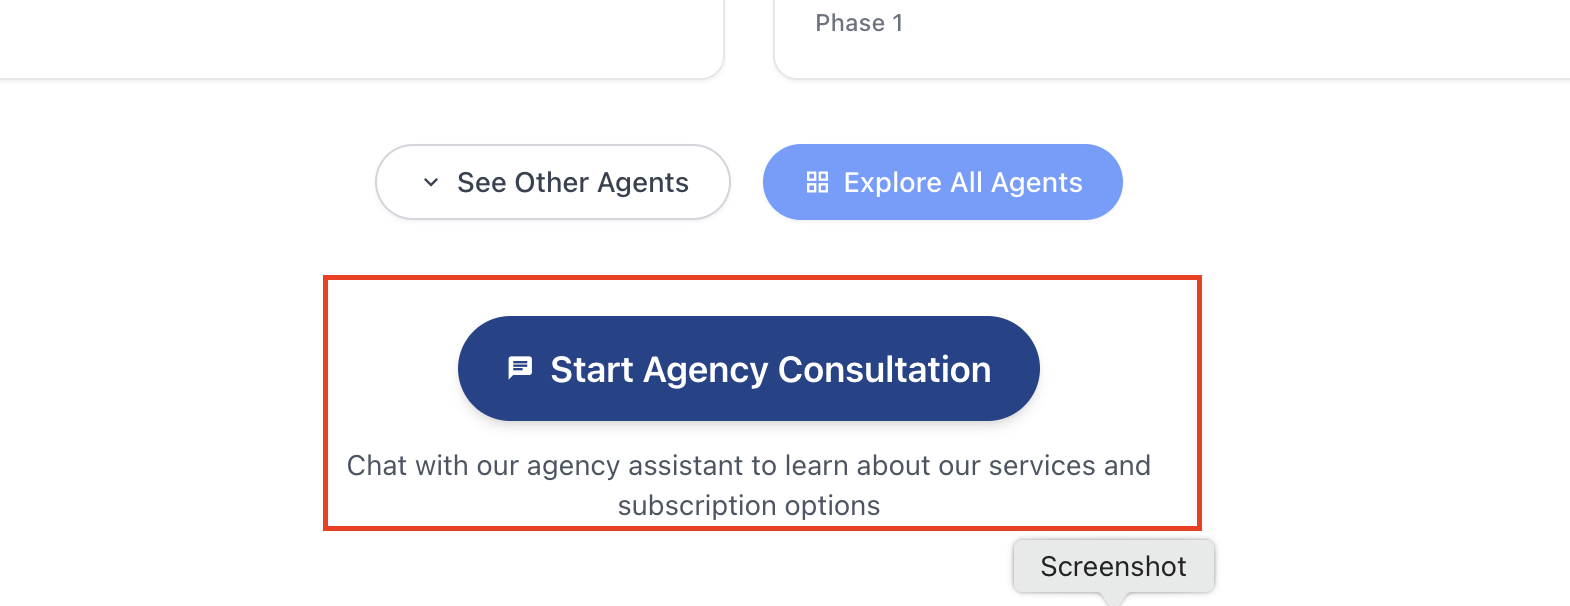 Phase 1
See Other Agents
Explore All Agents
Start Agency Consultation
Chat with our agency assistant to learn about our services and
subscription options
Screenshot